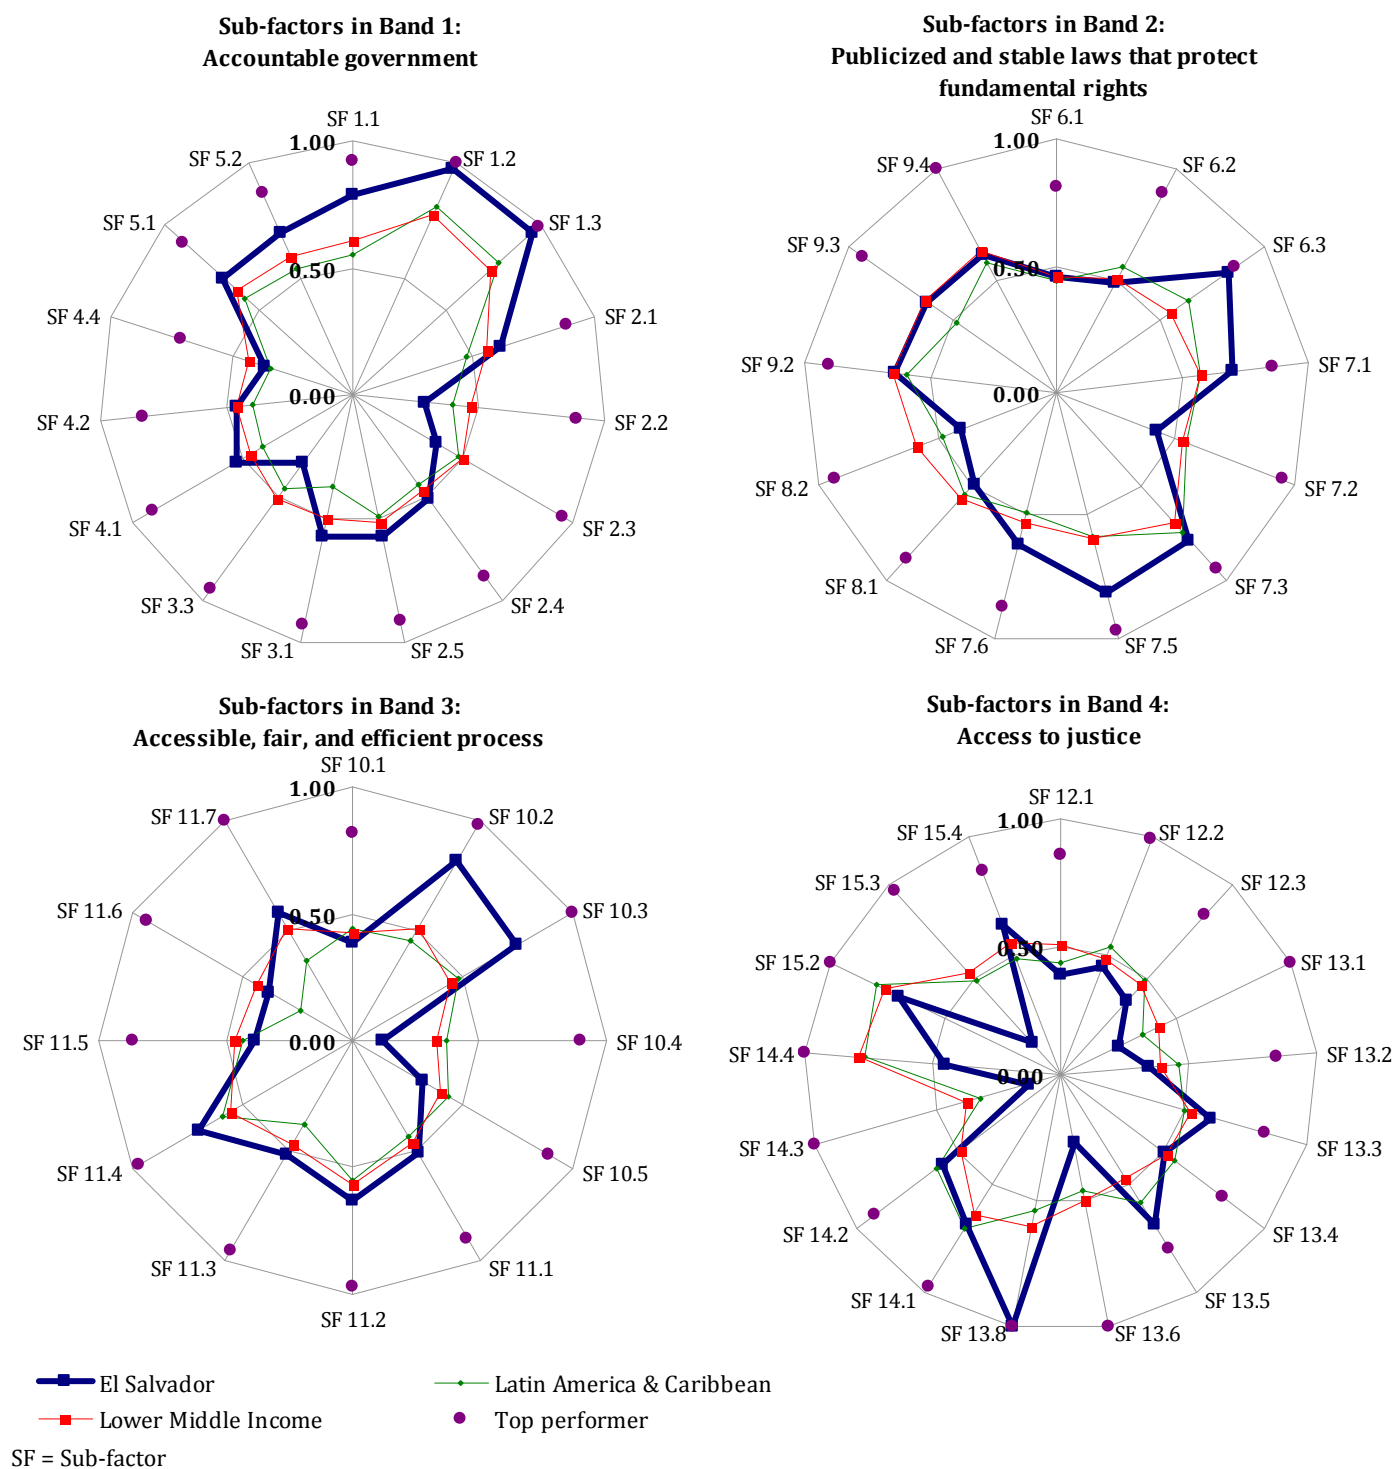 Sub-factors in Band 1:
Accountable government
SF 1.1
1.00
SF 1.2
SF 1.3
SF 2.1
SF 2.2
SF 2.3
SF 2.4
SF 2.5
SF 3.1
SF 3.3
SF 4.1
SF 4.2
SF 4.4
SF 5.1
SF 5.2
0.50
0.00
Sub-factors in Band 2:
Publicized and stable laws that protect
fundamental rights
SF 6.1
1.00
SF 6.2
SF 6.3
SF 7.1
SF 7.2
SF 7.3
SF 7.5
SF 7.6
SF 8.1
SF 8.2
SF 9.2
SF 9.3
SF 9.4
0.50
0.00
Sub-factors in Band 3:
Accessible, fair, and efficient process
SF 10.1
1.00
SF 10.2
SF 10.3
SF 10.4
SF 10.5
SF 11.1
SF 11.2
SF 11.3
SF 11.4
SF 11.5
SF 11.6
SF 11.7
0.50
0.00
Sub-factors in Band 4:
Access to justice
SF 12.1
1.00
SF 12.2
SF 12.3
SF 13.1
SF 13.2
SF 13.3
SF 13.4
SF 13.5
SF 13.6
SF 13.8
SF 14.1
SF 14.2
SF 14.3
SF 14.4
SF 15.2
SF 15.3
SF 15.4
0.50
0.00
El Salvador
Latin America & Caribbean
Lower Middle Income
Top performer
SF = Sub-factor